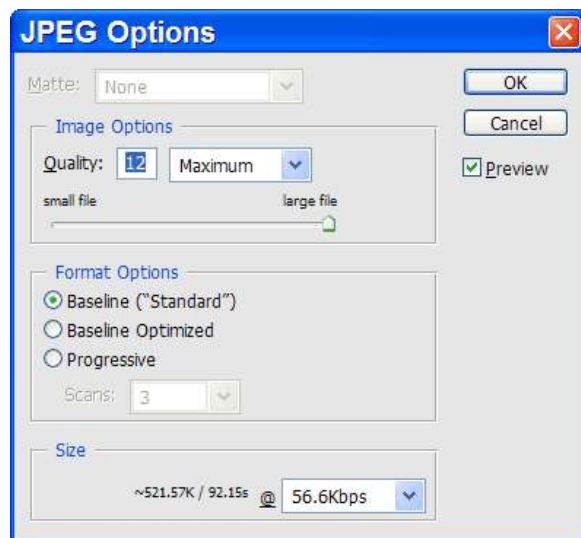 JPEG Options
Matte: None
OK
Image Options
Cancel
Quality: 12 Maximum
Preview
small file large file
Format Options
Baseline (“Standard”)
Baseline Optimized
Progressive
Scans: 3
Size
~521.57K / 92.15s @ 56.6Kbps